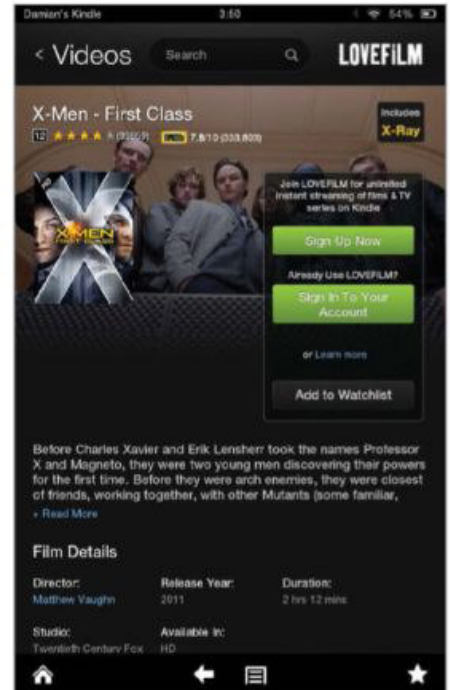 Damian's Kindle 3:50 54%
< Videos Search LOVEFiLM
X-Men - First Class
Includes
X-Ray
12 7.8/10 (333,803)
Join LOVEFILM for unlimited
instant streaming of films & TV
series on Kindle
X-MEN
FIRST CLASS
Sign Up Now
Already Use LOVEFILM?
Sign In To Your
Account
or Learn more
Add to Watchlist
Before Charles Xavier and Erik Lensherr took the names Professor
X and Magneto, they were two young men discovering their powers
for the first time. Before they were arch enemies, they were closest
of friends, working together, with other Mutants (some familiar,
+ Read More
Film Details
Director: Release Year: Duration:
Matthew Vaughn 2011 2 hrs 12 mins
Studio: Available in:
Twentieth Century Fox HD